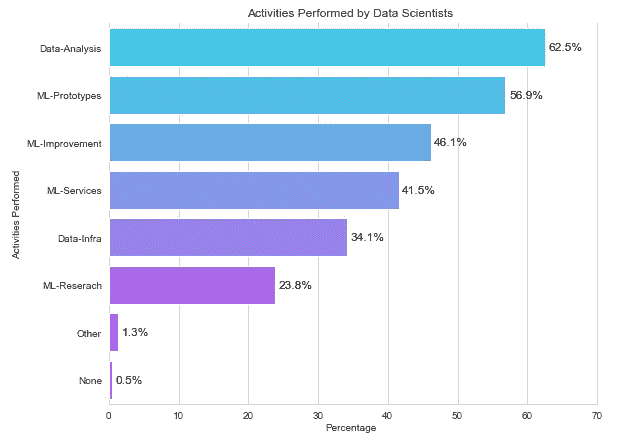 Activities Performed by Data Scientists
Data-Analysis 62.5%
ML-Prototypes 56.9%
ML-Improvement 46.1%
ML-Services 41.5%
Data-Infra 34.1%
ML-Reserach 23.8%
Other 1.3%
None 0.5%
Activities Performed
0 10 20 30 40 50 60 70
Percentage